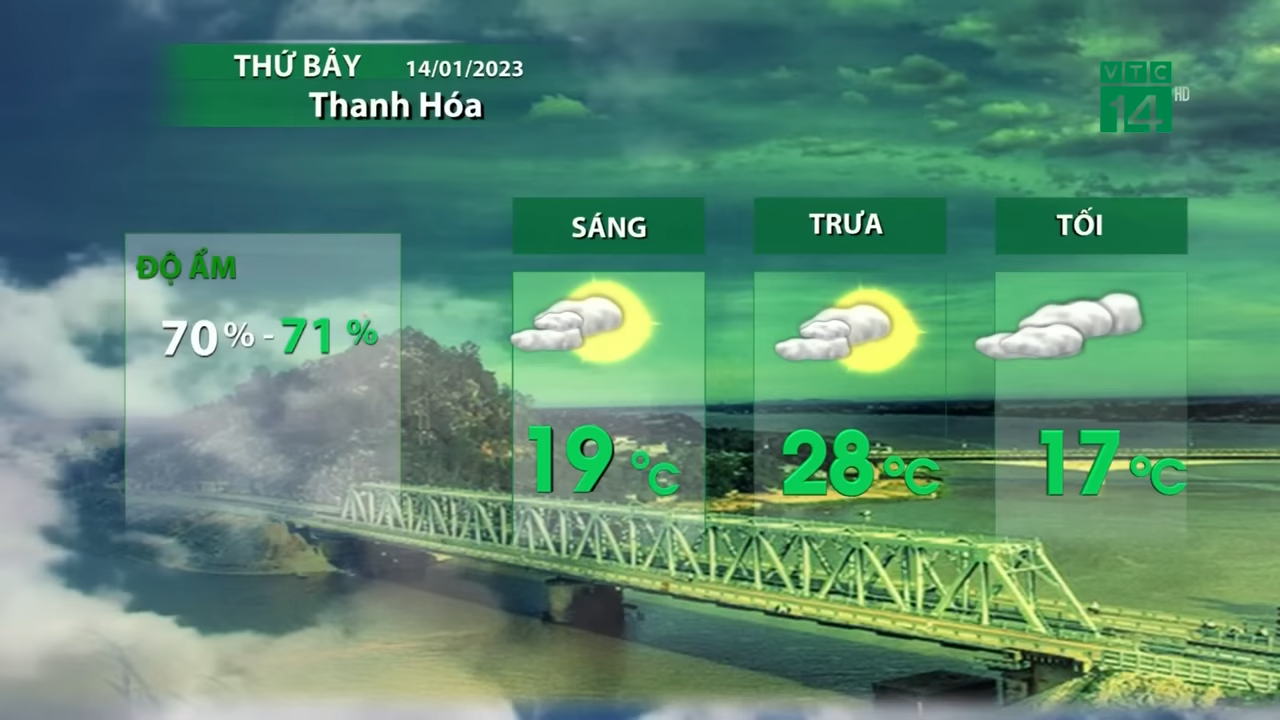 THỨ BẢY 14/01/2023
Thanh Hóa
VTC
14 HD
ĐỘ ẨM
70% - 71%
SÁNG
TRƯA
TỐI
19 °C
28 °C
17 °C